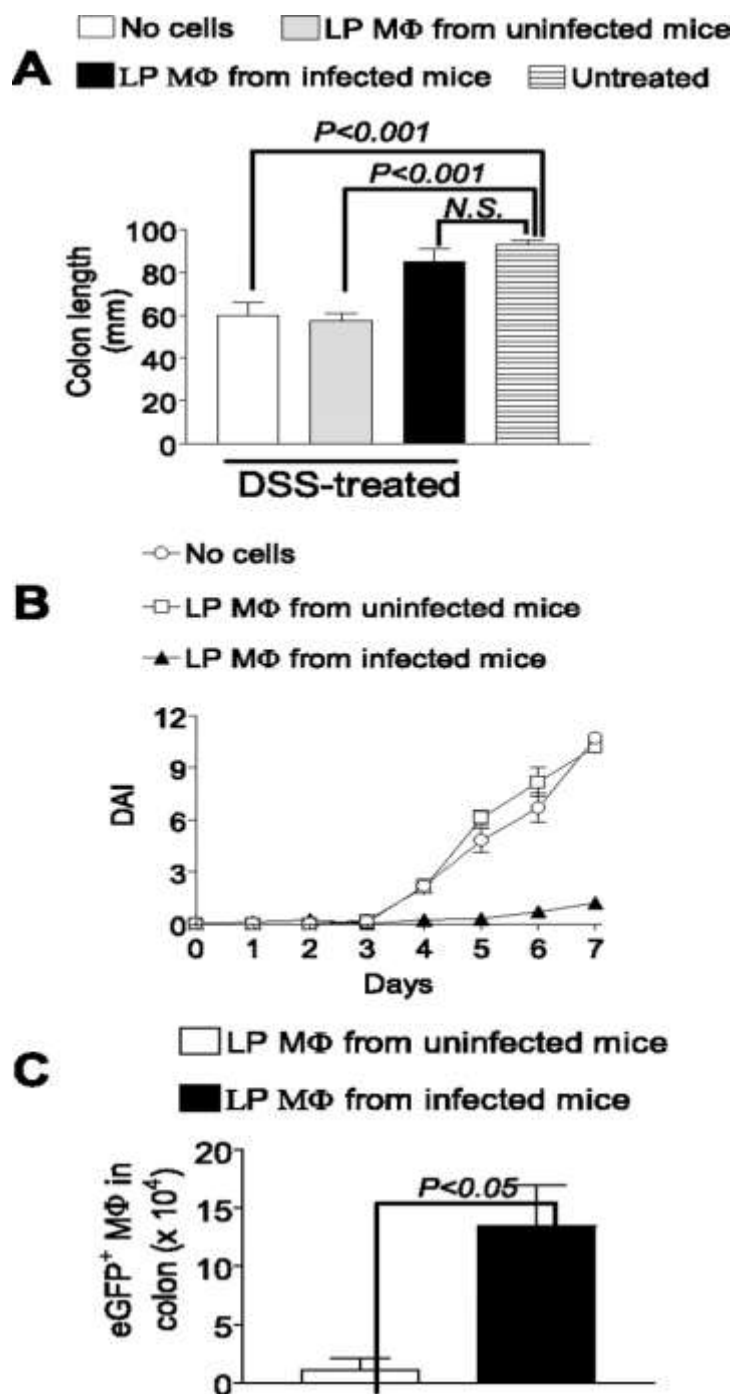 No cells LP MΦ from uninfected mice
A LP MΦ from infected mice Untreated
P<0.001
P<0.001
N.S.
Colon length
(mm)
100
80
60
40
20
0
DSS-treated
B
No cells
LP MΦ from uninfected mice
LP MΦ from infected mice
DAI
12
9
6
3
0
0 1 2 3 4 5 6 7
Days
C
LP MΦ from uninfected mice
LP MΦ from infected mice
eGFP⁺ MΦ in
colon (x 10⁴)
20
15
10
5
0
P<0.05